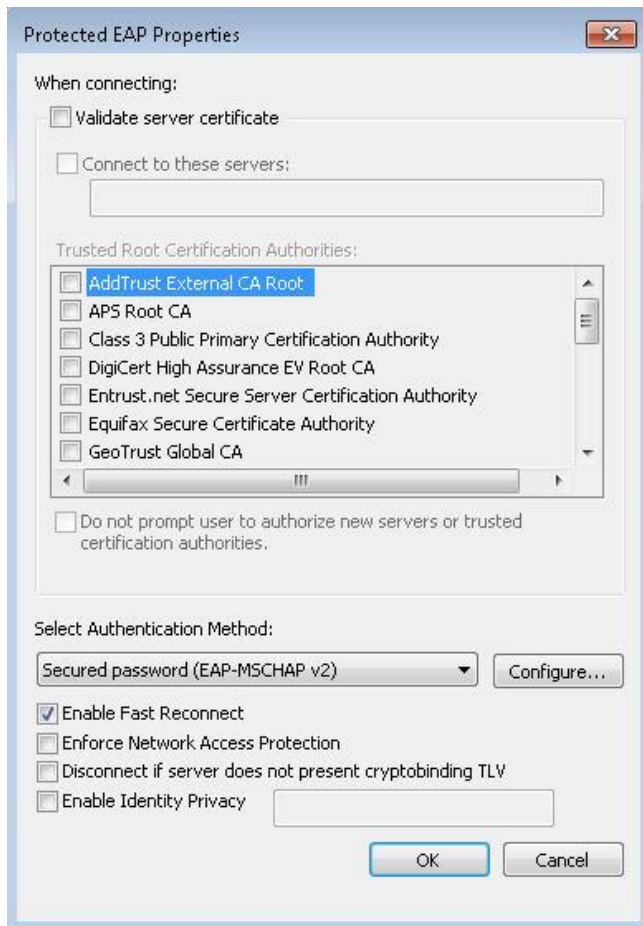 Protected EAP Properties
When connecting:
Validate server certificate
Connect to these servers:
Trusted Root Certification Authorities:
AddTrust External CA Root
APS Root CA
Class 3 Public Primary Certification Authority
DigiCert High Assurance EV Root CA
Entrust.net Secure Server Certification Authority
Equifax Secure Certificate Authority
GeoTrust Global CA
Do not prompt user to authorize new servers or trusted
certification authorities.
Select Authentication Method:
Secured password (EAP-MSCHAP v2)
Configure...
Enable Fast Reconnect
Enforce Network Access Protection
Disconnect if server does not present cryptobinding TLV
Enable Identity Privacy
OK
Cancel